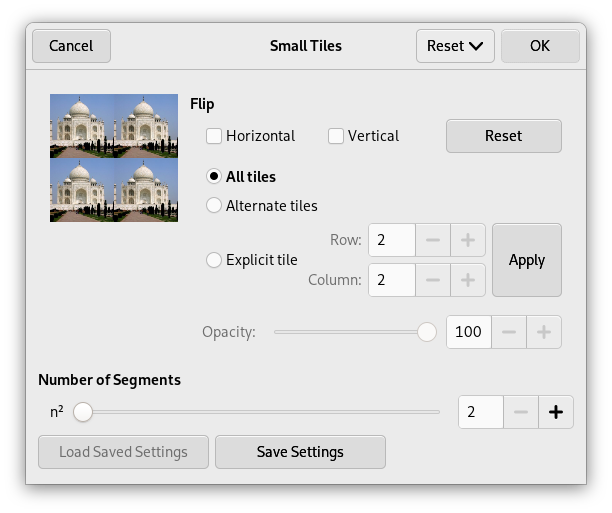 Cancel
Small Tiles
Reset
OK
Flip
Horizontal
Vertical
Reset
All tiles
Alternate tiles
Explicit tile
Row:
2
Column:
2
Apply
Opacity:
100
Number of Segments
n²
2
Load Saved Settings
Save Settings